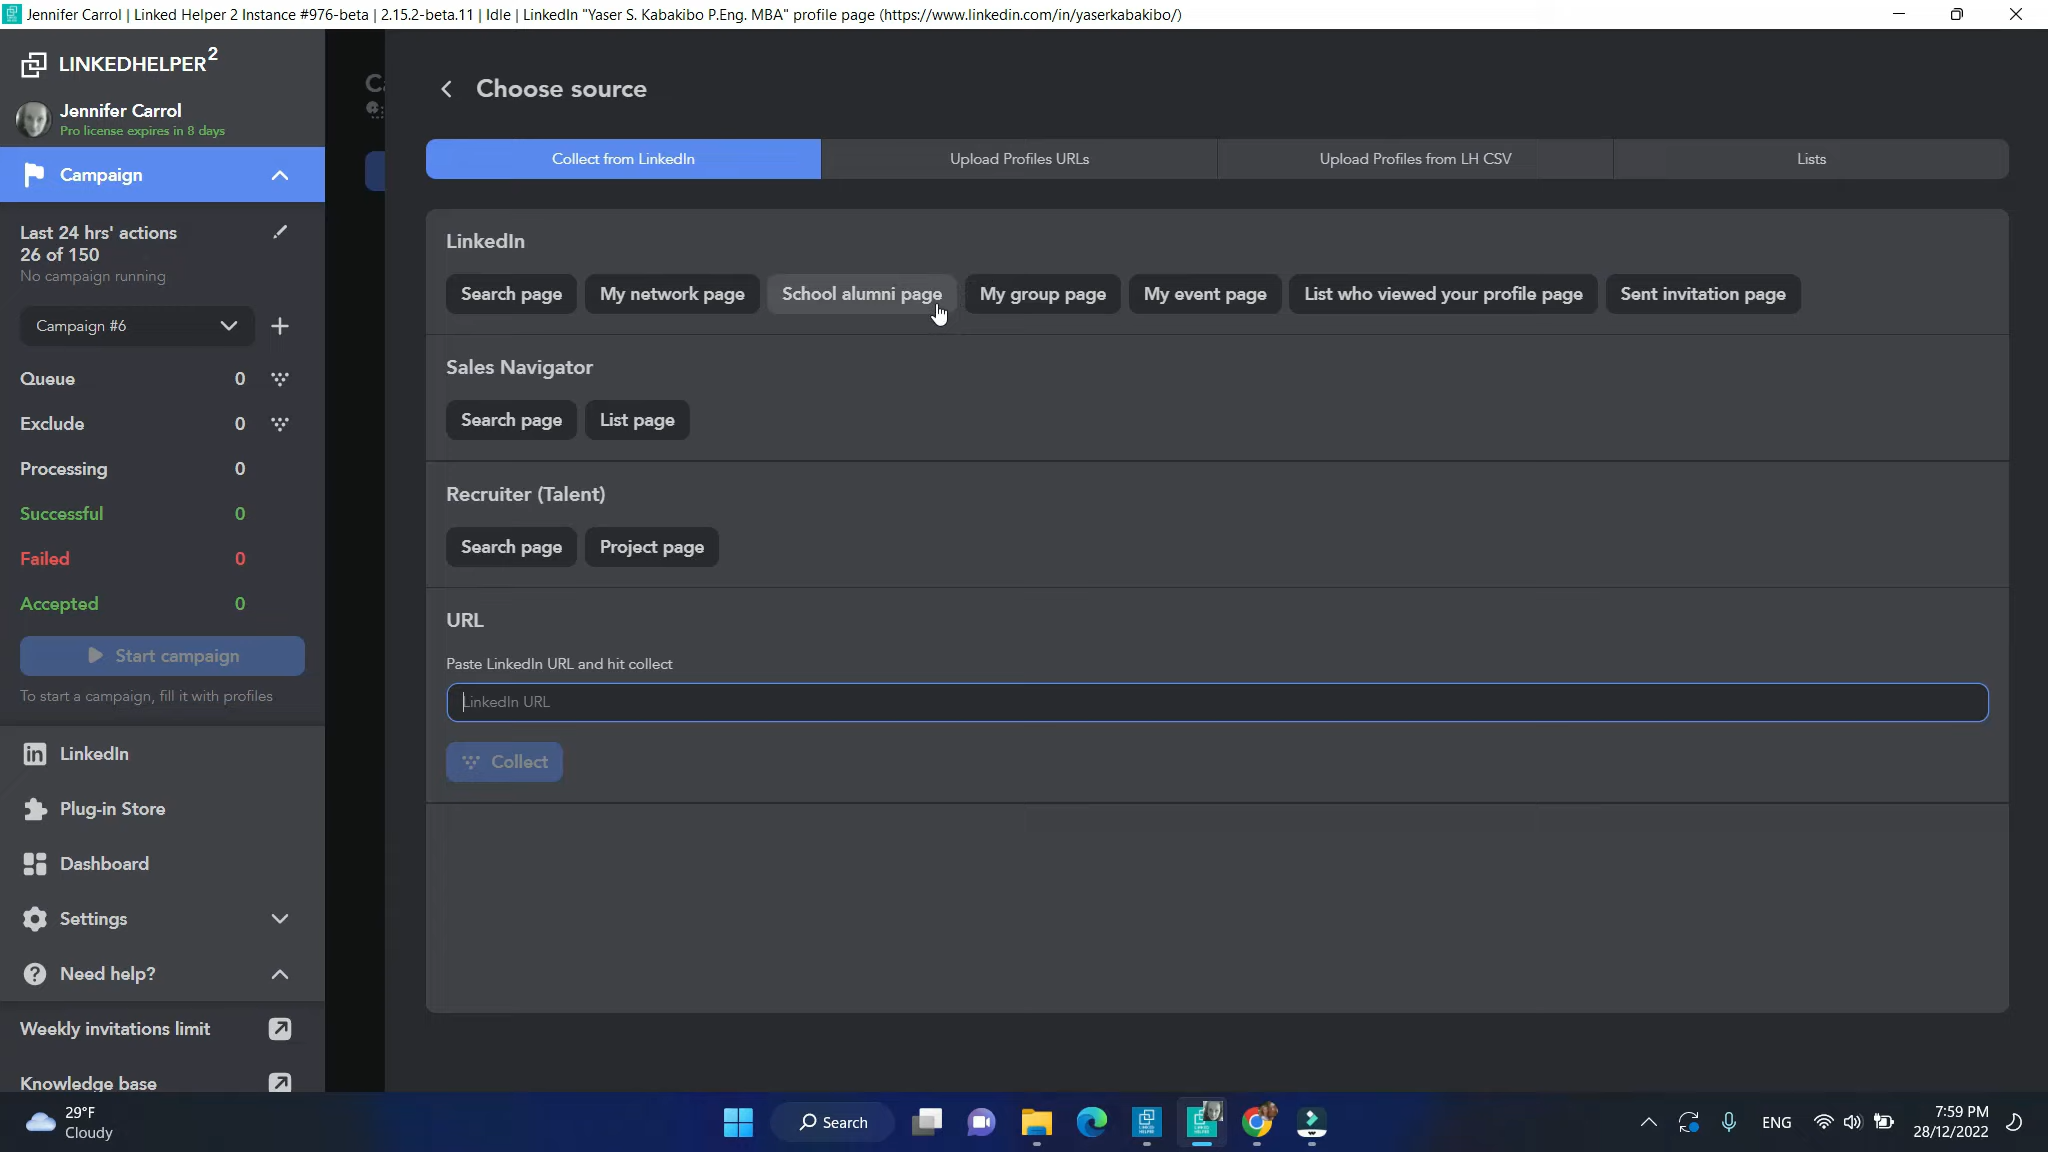 Jennifer Carrol | Linked Helper 2 Instance #976-beta | 2.15.2-beta.11 | Idle | LinkedIn "Yaser S. Kabakibo P.Eng. MBA" profile page (https://www.linkedin.com/in/yaserkabakibo/)
LINKEDHELPER2
Jennifer Carrol
Pro license expires in 8 days
Campaign
Last 24 hrs' actions
26 of 150
No campaign running
Campaign #6
Queue 0
Exclude 0
Processing 0
Successful 0
Failed 0
Accepted 0
Start campaign
To start a campaign, fill it with profiles
LinkedIn
Plug-in Store
Dashboard
Settings
Need help?
Weekly invitations limit
Knowledge base
Choose source
Collect from LinkedIn Upload Profiles URLs Upload Profiles from LH CSV Lists
LinkedIn
Search page My network page School alumni page My group page My event page List who viewed your profile page Sent invitation page
Sales Navigator
Search page List page
Recruiter (Talent)
Search page Project page
URL
Paste LinkedIn URL and hit collect
LinkedIn URL
Collect
29°F
Cloudy
Search
ENG
7:59 PM
28/12/2022